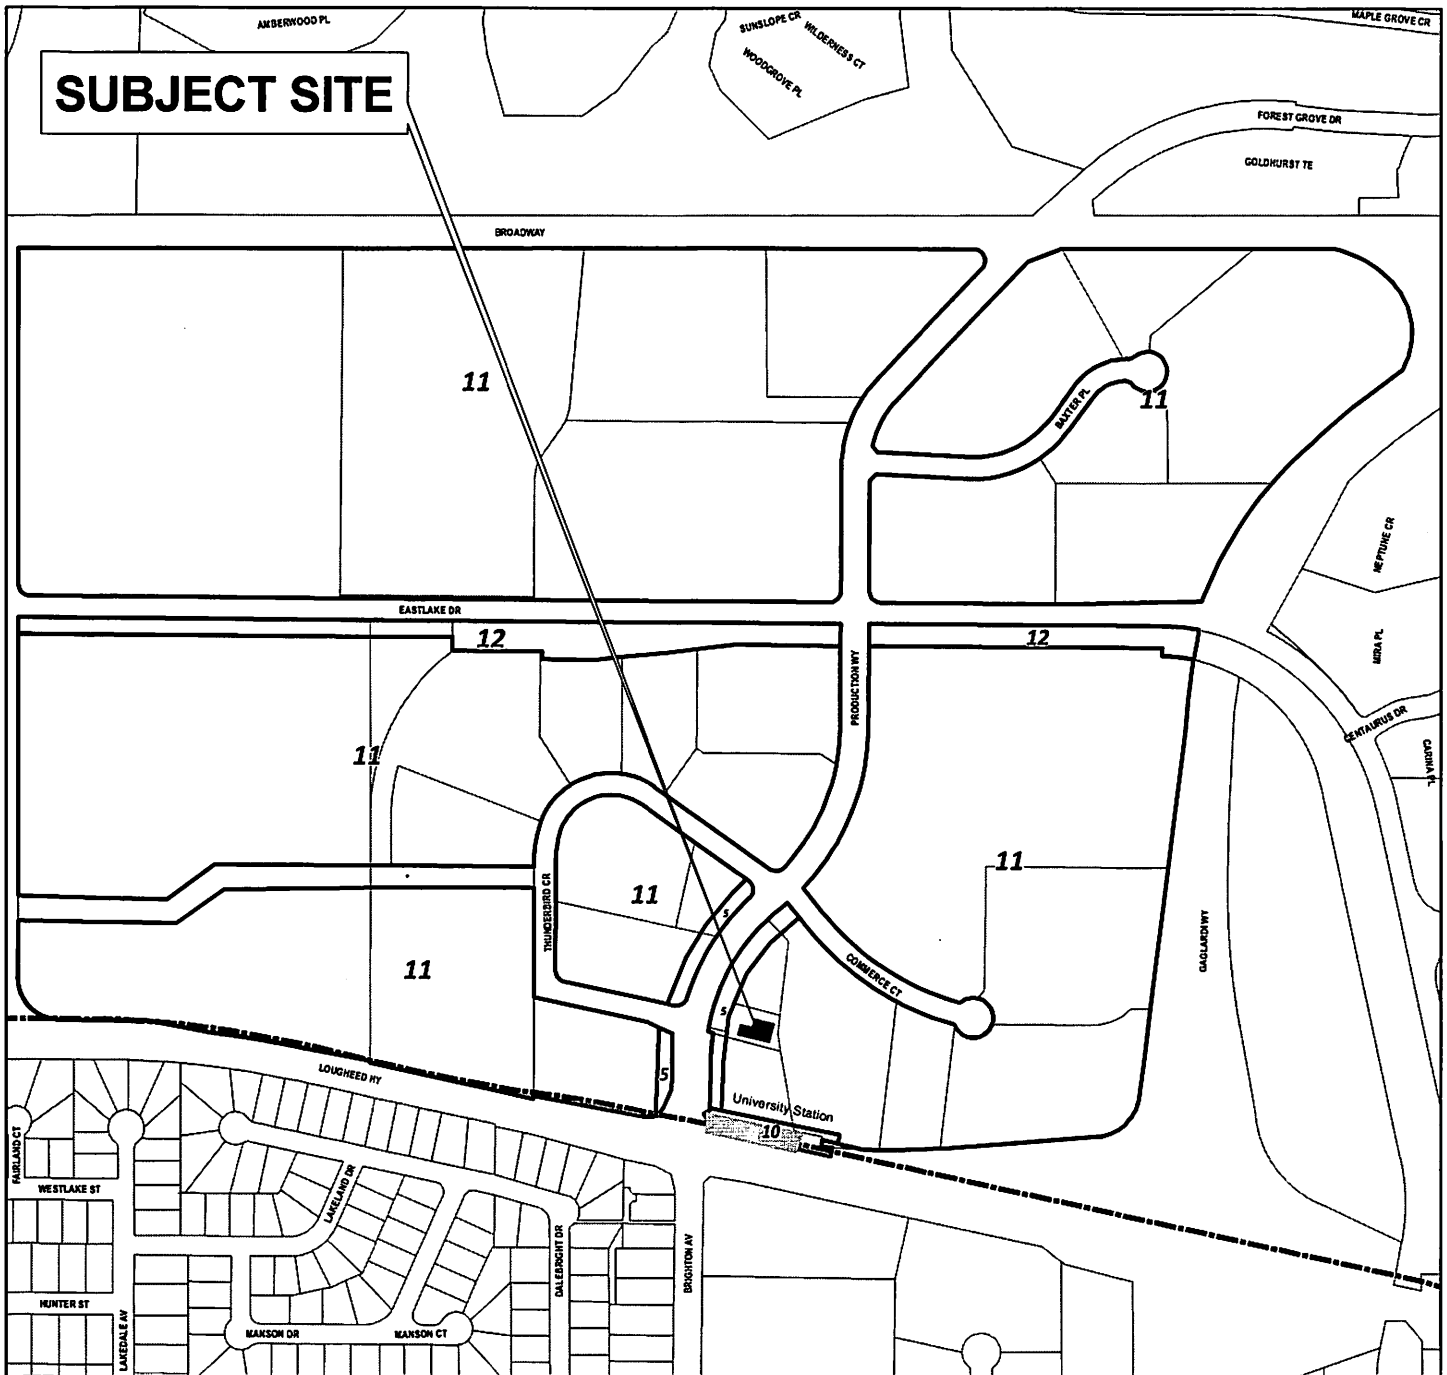 AMBERWOOD PL
SUNSLOPE CR
WILDERNESS CT
WOODGROVE PL
MAPLE GROVE CR
SUBJECT SITE
FOREST GROVE DR
GOLDHURST TE
BROADWAY
11
BAXTER PL
11
NEPTUNE CR
EASTLAKE DR
12
12
MIRA PL
PRODUCTION WY
CENTAURUS DR
CARINA PL
11
11
11
THUNDERBIRD CR
5
GAGLARDI WY
11
COMMERCE CT
5
LOUGHEED HY
5
University Station
10
FAIRLAND CT
WESTLAKE ST
LAKELAND DR
DALEBRIGHT DR
BRIGHTON AV
HUNTER ST
LAKEDALE AV
MANSON DR
MANSON CT